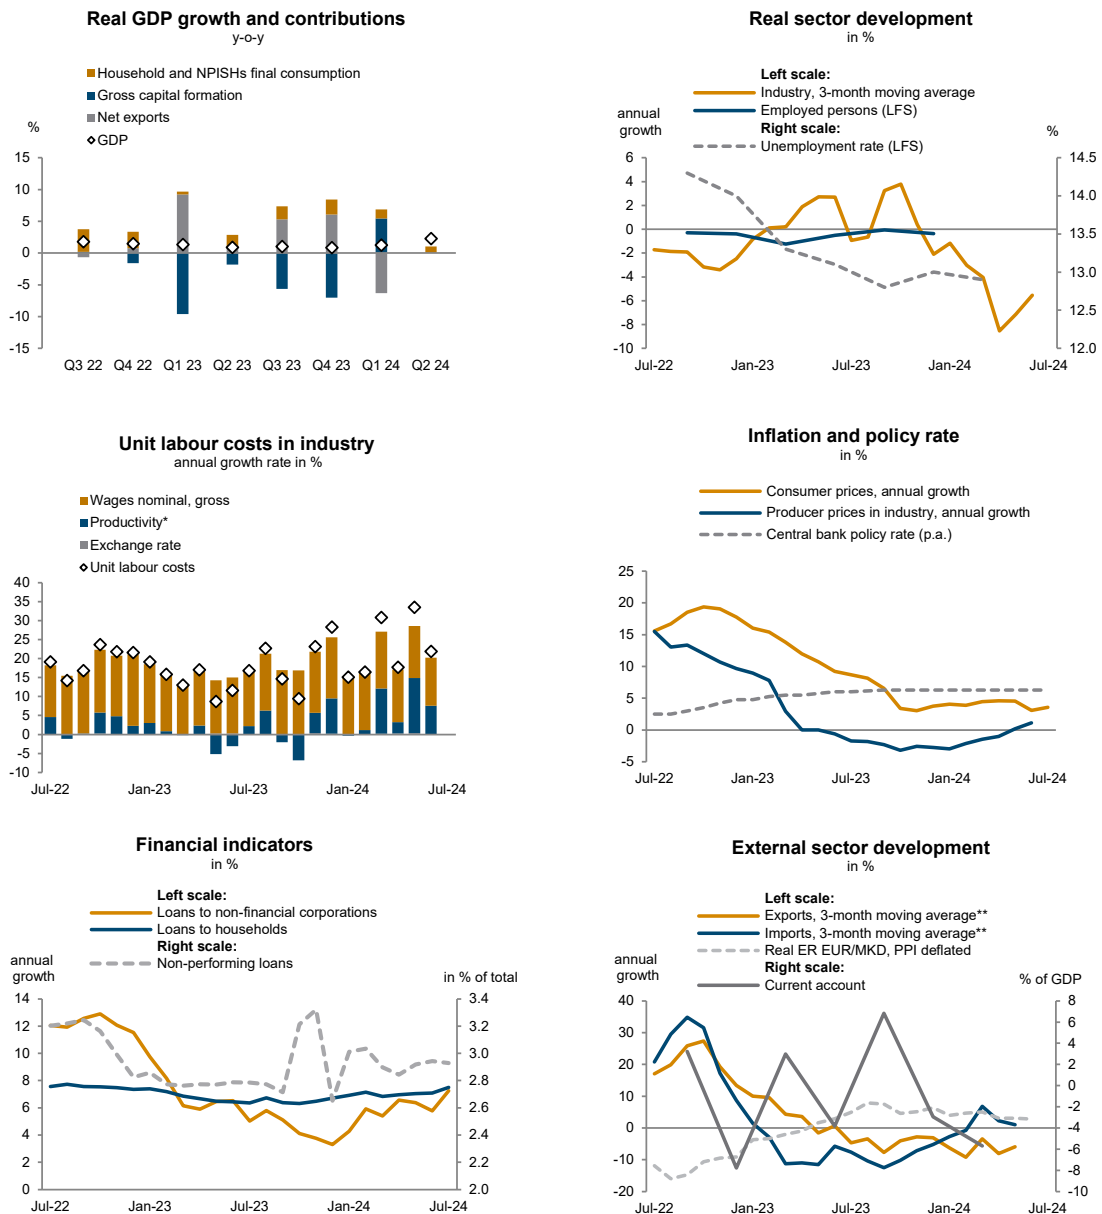 Real GDP growth and contributions
y-o-y
Household and NPISHs final consumption
Gross capital formation
Net exports
GDP
%
15
10
5
0
-5
-10
-15
Q3 22 Q4 22 Q1 23 Q2 23 Q3 23 Q4 23 Q1 24 Q2 24
Real sector development
in %
Left scale:
Industry, 3-month moving average
Employed persons (LFS)
Right scale:
Unemployment rate (LFS)
annual
growth
%
6
4
2
0
-2
-4
-6
-8
-10
14.5
14.0
13.5
13.0
12.5
12.0
Jul-22 Jan-23 Jul-23 Jan-24 Jul-24
Unit labour costs in industry
annual growth rate in %
Wages nominal, gross
Productivity*
Exchange rate
Unit labour costs
40
35
30
25
20
15
10
5
0
-5
-10
Jul-22 Jan-23 Jul-23 Jan-24 Jul-24
Inflation and policy rate
in %
Consumer prices, annual growth
Producer prices in industry, annual growth
Central bank policy rate (p.a.)
25
20
15
10
5
0
-5
Jul-22 Jan-23 Jul-23 Jan-24 Jul-24
Financial indicators
in %
Left scale:
Loans to non-financial corporations
Loans to households
Right scale:
Non-performing loans
annual
growth
in % of total
14
12
10
8
6
4
2
0
3.4
3.2
3.0
2.8
2.6
2.4
2.2
2.0
Jul-22 Jan-23 Jul-23 Jan-24 Jul-24
External sector development
in %
Left scale:
Exports, 3-month moving average**
Imports, 3-month moving average**
Real ER EUR/MKD, PPI deflated
Right scale:
Current account
annual
growth
% of GDP
40
30
20
10
0
-10
-20
8
6
4
2
0
-2
-4
-6
-8
-10
Jul-22 Jan-23 Jul-23 Jan-24 Jul-24